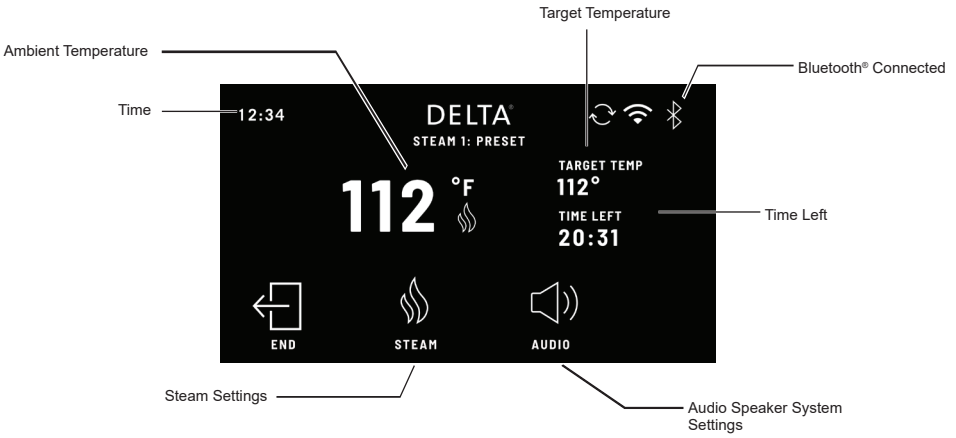 Target Temperature
Ambient Temperature
Bluetooth® Connected
Time
12:34
DELTA®
STEAM 1: PRESET
TARGET TEMP
112°
112 °F
TIME LEFT
20:31
Time Left
END
STEAM
AUDIO
Steam Settings
Audio Speaker System
Settings